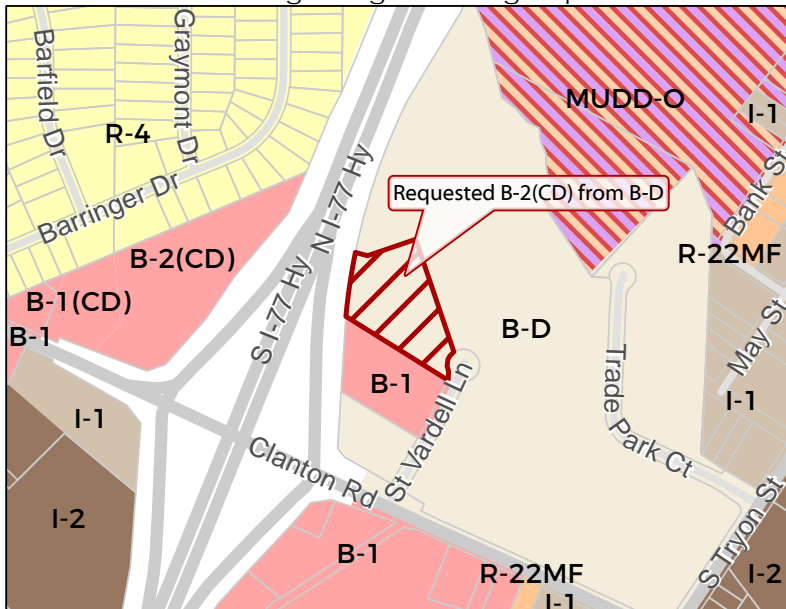 Barfield Dr
Graymont Dr
R-4
Barringer Dr
MUDD-O
I-1
Bank St
Requested B-2(CD) from B-D
N I-77 Hy
S I-77 Hy
B-2(CD)
B-1(CD)
B-1
R-22MF
B-D
May St
B-1
I-1
I-1
Trade Park Ct
St Vardell Ln
Clanton Rd
I-2
B-1
S Tryon St
R-22MF
I-1
I-2